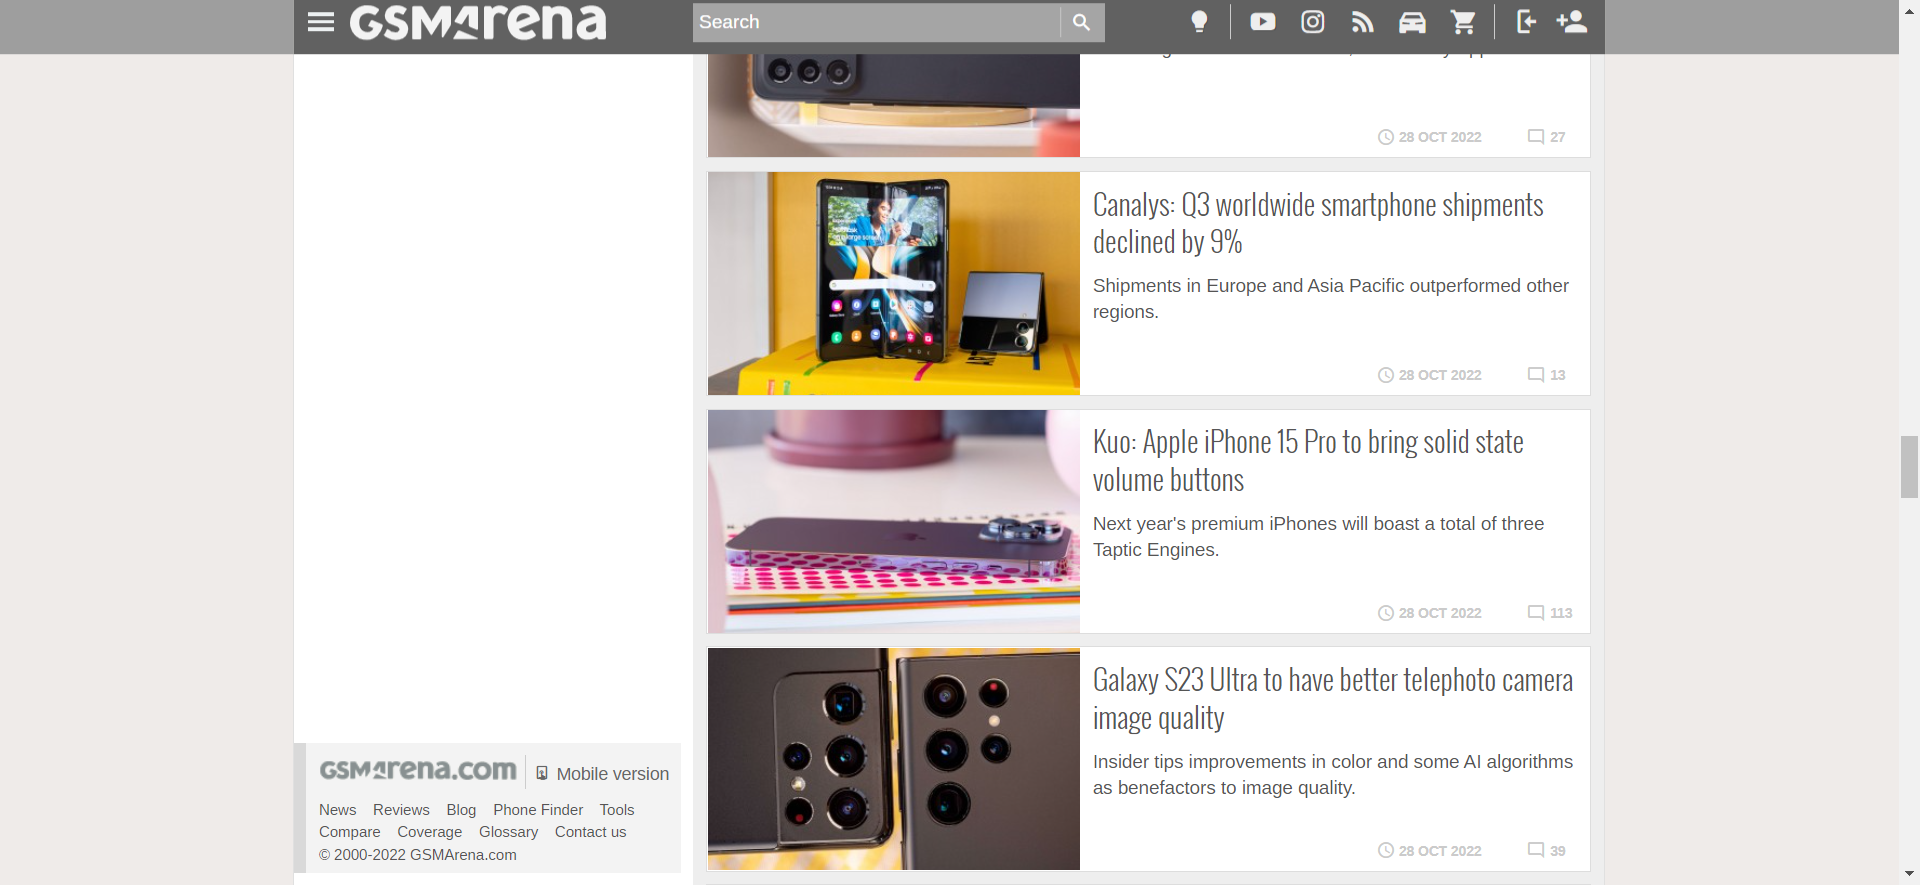 GSMArena
Search
28 OCT 2022
27
Canalys: Q3 worldwide smartphone shipments
declined by 9%
Shipments in Europe and Asia Pacific outperformed other
regions.
28 OCT 2022
13
Kuo: Apple iPhone 15 Pro to bring solid state
volume buttons
Next year's premium iPhones will boast a total of three
Taptic Engines.
28 OCT 2022
113
Galaxy S23 Ultra to have better telephoto camera
image quality
Insider tips improvements in color and some AI algorithms
as benefactors to image quality.
28 OCT 2022
39
GSMArena.com
Mobile version
News Reviews Blog Phone Finder Tools
Compare Coverage Glossary Contact us
© 2000-2022 GSMArena.com